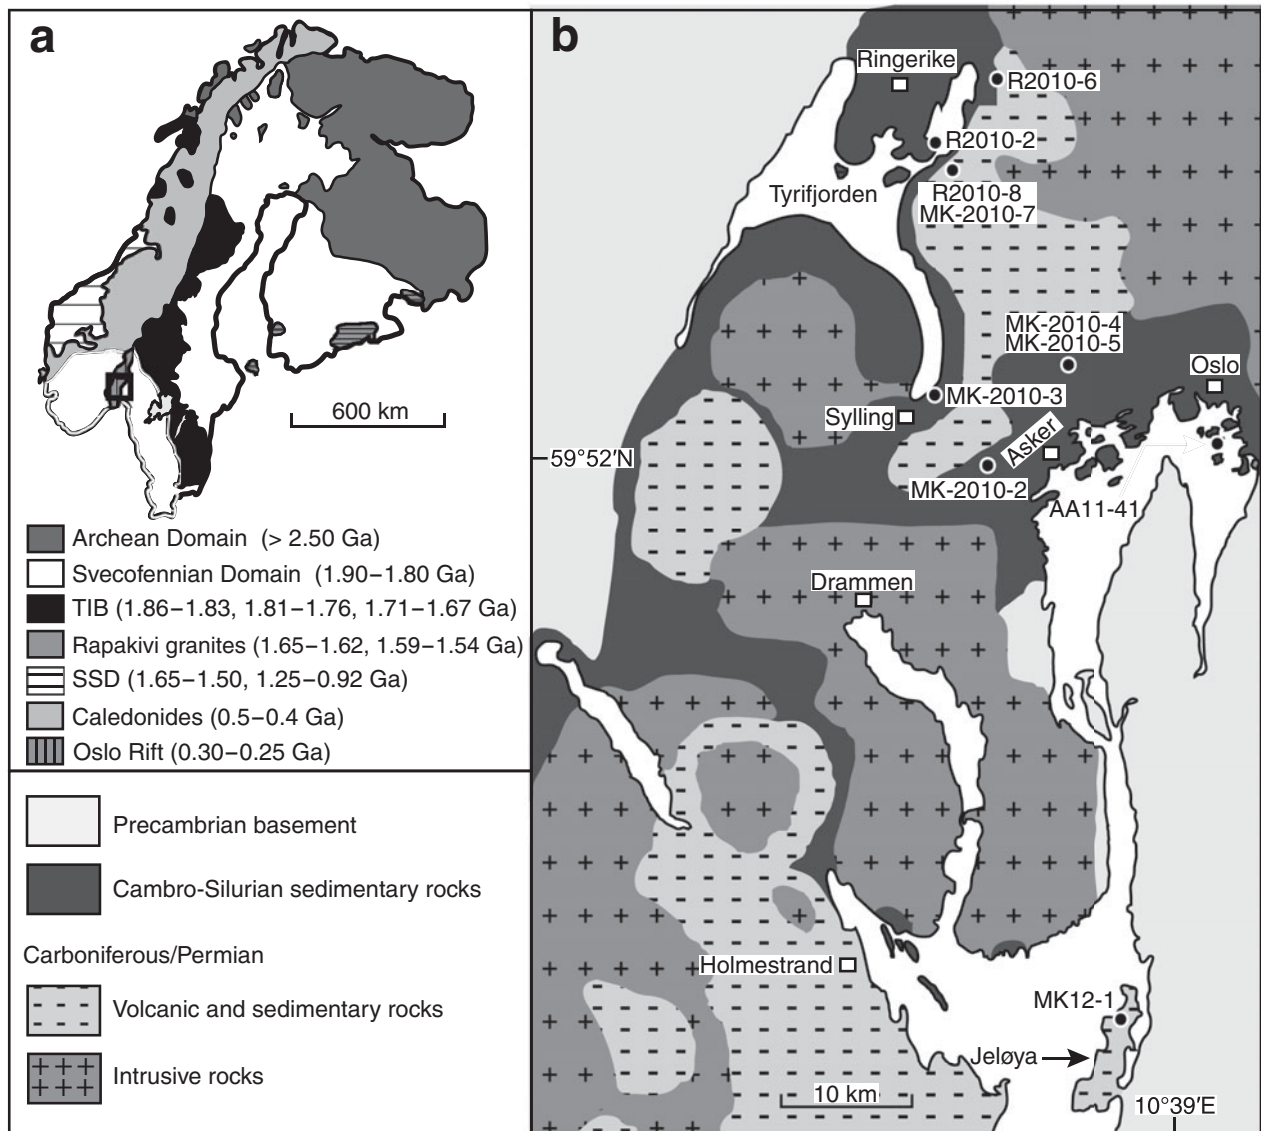 a
600 km
Archean Domain (> 2.50 Ga)
Svecofennian Domain (1.90–1.80 Ga)
TIB (1.86–1.83, 1.81–1.76, 1.71–1.67 Ga)
Rapakivi granites (1.65–1.62, 1.59–1.54 Ga)
SSD (1.65–1.50, 1.25–0.92 Ga)
Caledonides (0.5–0.4 Ga)
Oslo Rift (0.30–0.25 Ga)
Precambrian basement
Cambro-Silurian sedimentary rocks
Carboniferous/Permian
Volcanic and sedimentary rocks
Intrusive rocks
b
Ringerike
R2010-6
R2010-2
Tyrifjorden
R2010-8
MK-2010-7
MK-2010-4
MK-2010-5
Oslo
MK-2010-3
Sylling
Asker
59°52′N
MK-2010-2
AA11-41
Drammen
Holmestrand
MK12-1
Jeløya
10 km
10°39′E